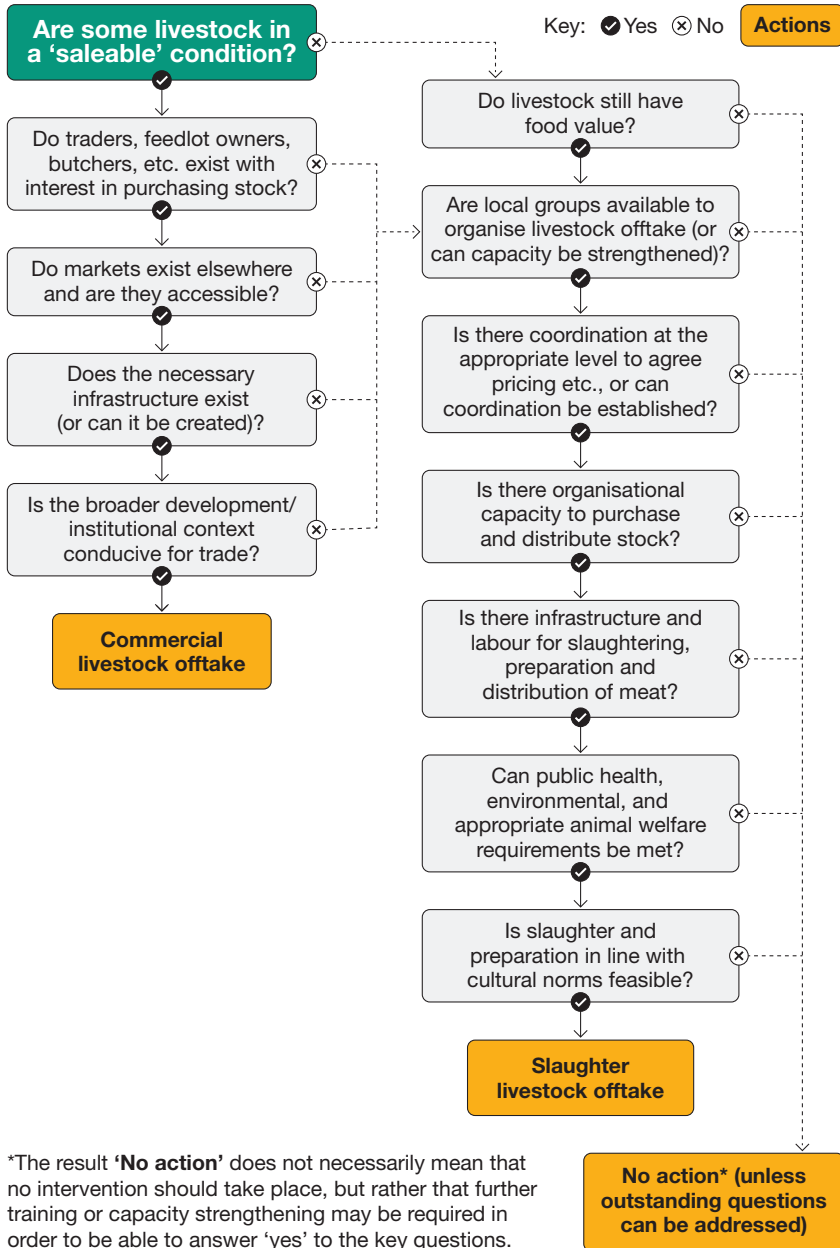 Are some livestock in
a ‘saleable’ condition?
Key: Yes No Actions
Do traders, feedlot owners,
butchers, etc. exist with
interest in purchasing stock?
Do markets exist elsewhere
and are they accessible?
Does the necessary
infrastructure exist
(or can it be created)?
Is the broader development/
institutional context
conducive for trade?
Commercial
livestock offtake
Do livestock still have
food value?
Are local groups available to
organise livestock offtake (or
can capacity be strengthened)?
Is there coordination at the
appropriate level to agree
pricing etc., or can
coordination be established?
Is there organisational
capacity to purchase
and distribute stock?
Is there infrastructure and
labour for slaughtering,
preparation and
distribution of meat?
Can public health,
environmental, and
appropriate animal welfare
requirements be met?
Is slaughter and
preparation in line with
cultural norms feasible?
Slaughter
livestock offtake
No action* (unless
outstanding questions
can be addressed)
*The result ‘No action’ does not necessarily mean that
no intervention should take place, but rather that further
training or capacity strengthening may be required in
order to be able to answer ‘yes’ to the key questions.